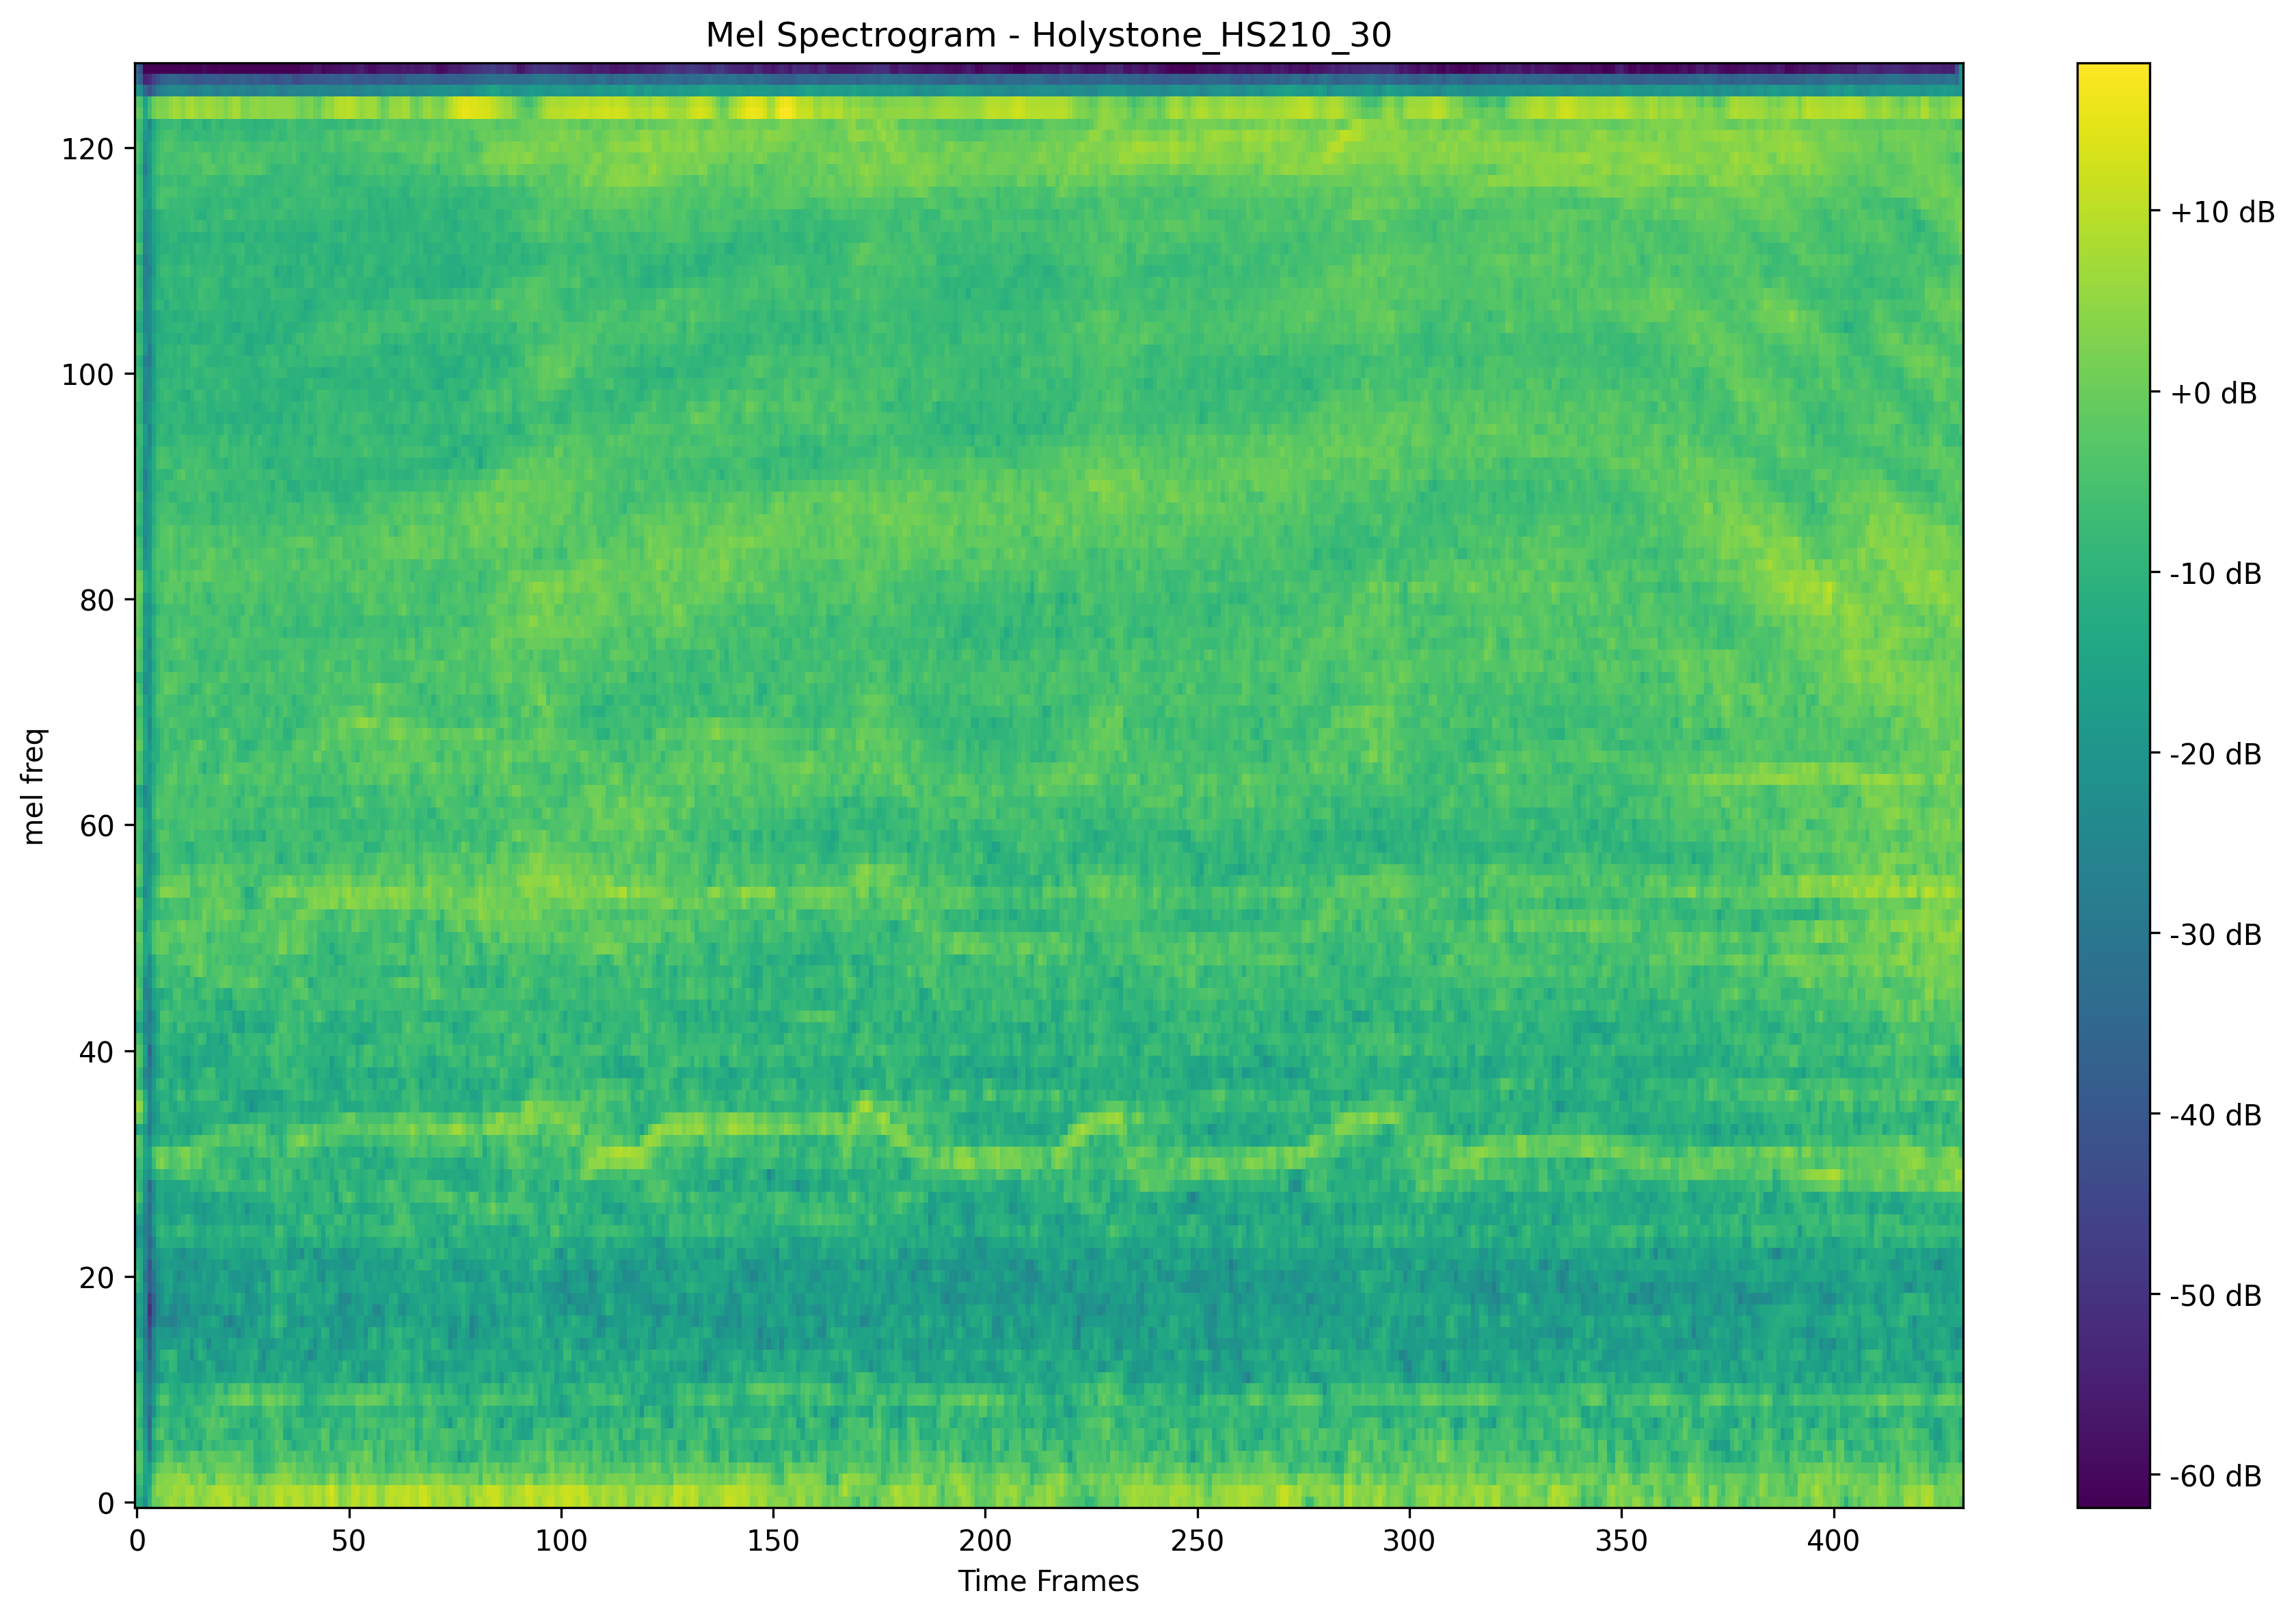 Mel Spectrogram - Holystone_HS210_30
mel freq
120
100
80
60
40
20
0
0 50 100 150 200 250 300 350 400
Time Frames
+10 dB
+0 dB
-10 dB
-20 dB
-30 dB
-40 dB
-50 dB
-60 dB